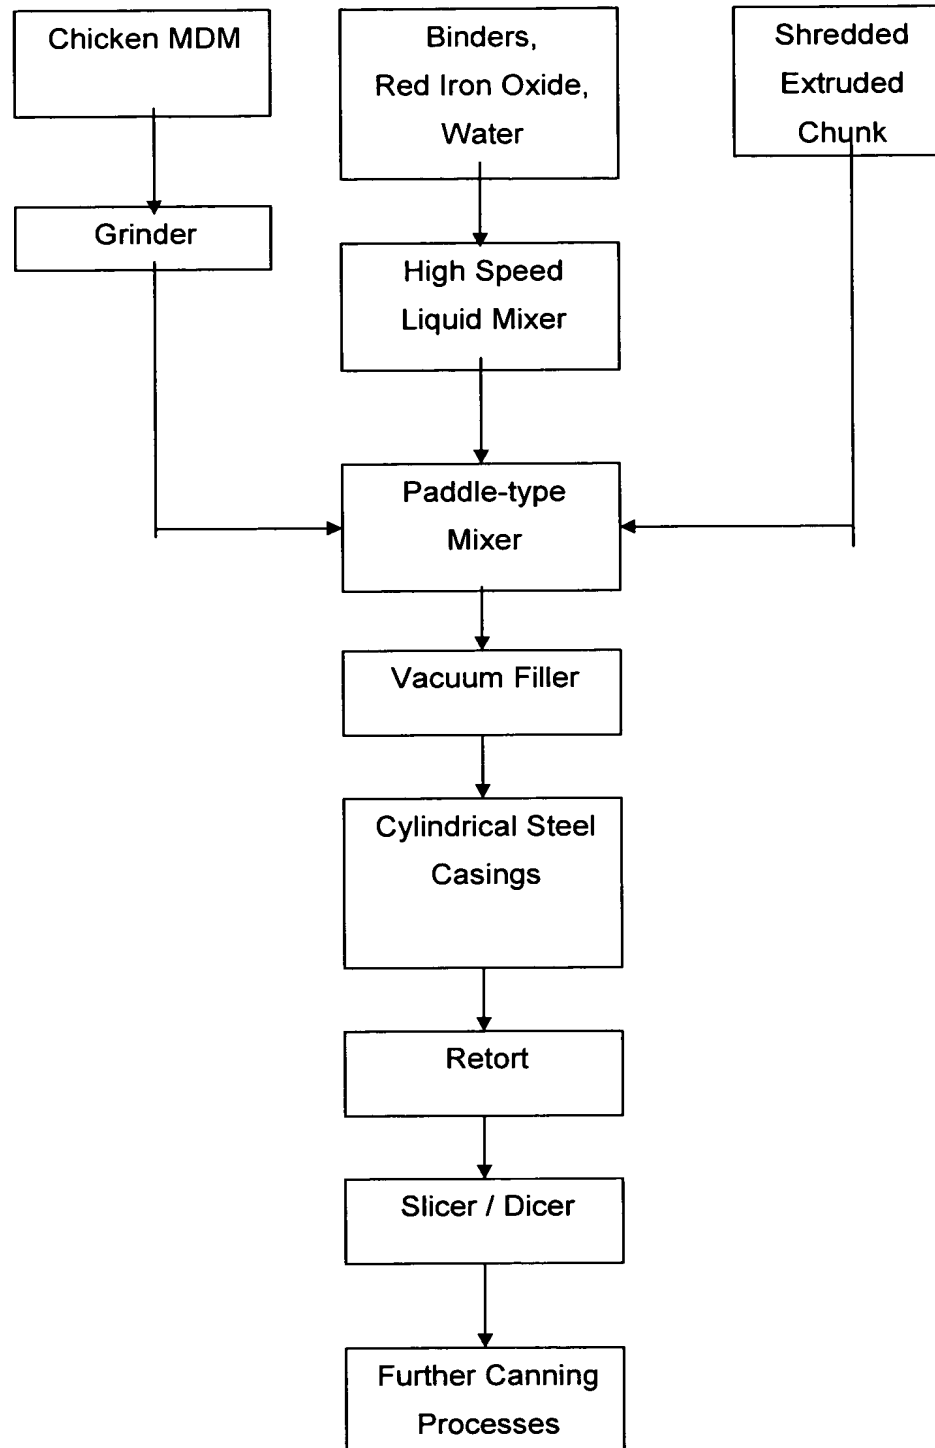 Chicken MDM
Binders,
Red Iron Oxide,
Water
Shredded
Extruded
Chunk
Grinder
High Speed
Liquid Mixer
Paddle-type
Mixer
Vacuum Filler
Cylindrical Steel
Casings
Retort
Slicer / Dicer
Further Canning
Processes